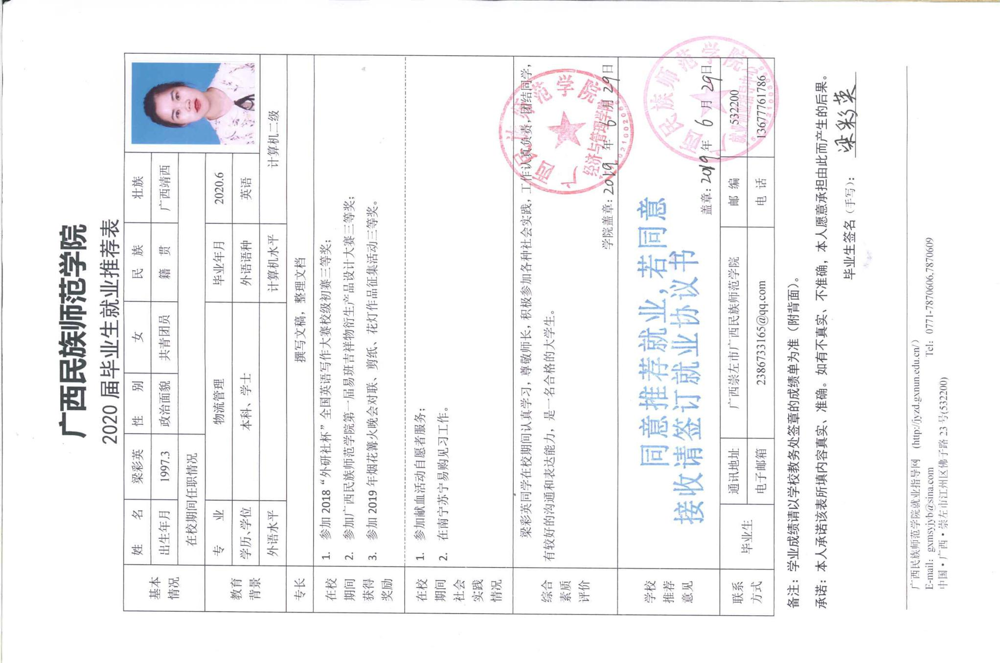 广西民族师范学院
2020 届毕业生就业推荐表
基本情况
姓 名 梁彩英 性 别 女 民 族 壮族
出生年月 1997.3 政治面貌 共青团员 籍 贯 广西靖西
在校期间任职情况
教育背景
专 业 物流管理 毕业年月 2020.6
学历、学位 本科、学士 外语语种 英语
外语水平 计算机水平 计算机二级
专长 撰写文稿，整理文档
在校期间获得奖励
1. 参加 2018“外研社杯”全国英语写作大赛校级初赛三等奖；
2. 参加广西民族师范学院第一届易班吉祥物衍生产品设计大赛三等奖；
3. 参加 2019 年烟花篝火晚会对联、剪纸、花灯作品征集活动三等奖。
在校期间社会实践情况
1. 参加献血活动自愿者服务；
2. 在南宁苏宁易购见习工作。
综合素质评价
梁彩英同学在校期间认真学习，尊敬师长，积极参加各种社会实践，工作认真负责，团结同学，
有较好的沟通和表达能力，是一名合格的大学生。
学院盖章：2019 年 6 月 29 日
广西民族师范学院
经济与管理学院
学校推荐意见
同意推荐就业，若同意
接收请签订就业协议书
盖章：2019 年 6 月 29 日
广西民族师范学院
联系方式
毕业生
通讯地址 广西崇左市广西民族师范学院 邮 编 532200
电子邮箱 2386733165@qq.com 电 话 13677761786
备注：学业成绩请以学校教务处签章的成绩单为准（附背面）。
承诺：本人承诺该表所填内容真实、准确。如有不真实、不准确，本人愿意承担由此而产生的后果。
毕业生签名（手写）：梁彩英
广西民族师范学院就业指导网 （http://jyzd.gxnun.edu.cn/）
E-mail: gxmsyjyb@sina.com Tel: 0771-7870606,7870609
中国·广西·崇左市江州区佛子路 23 号(532200)